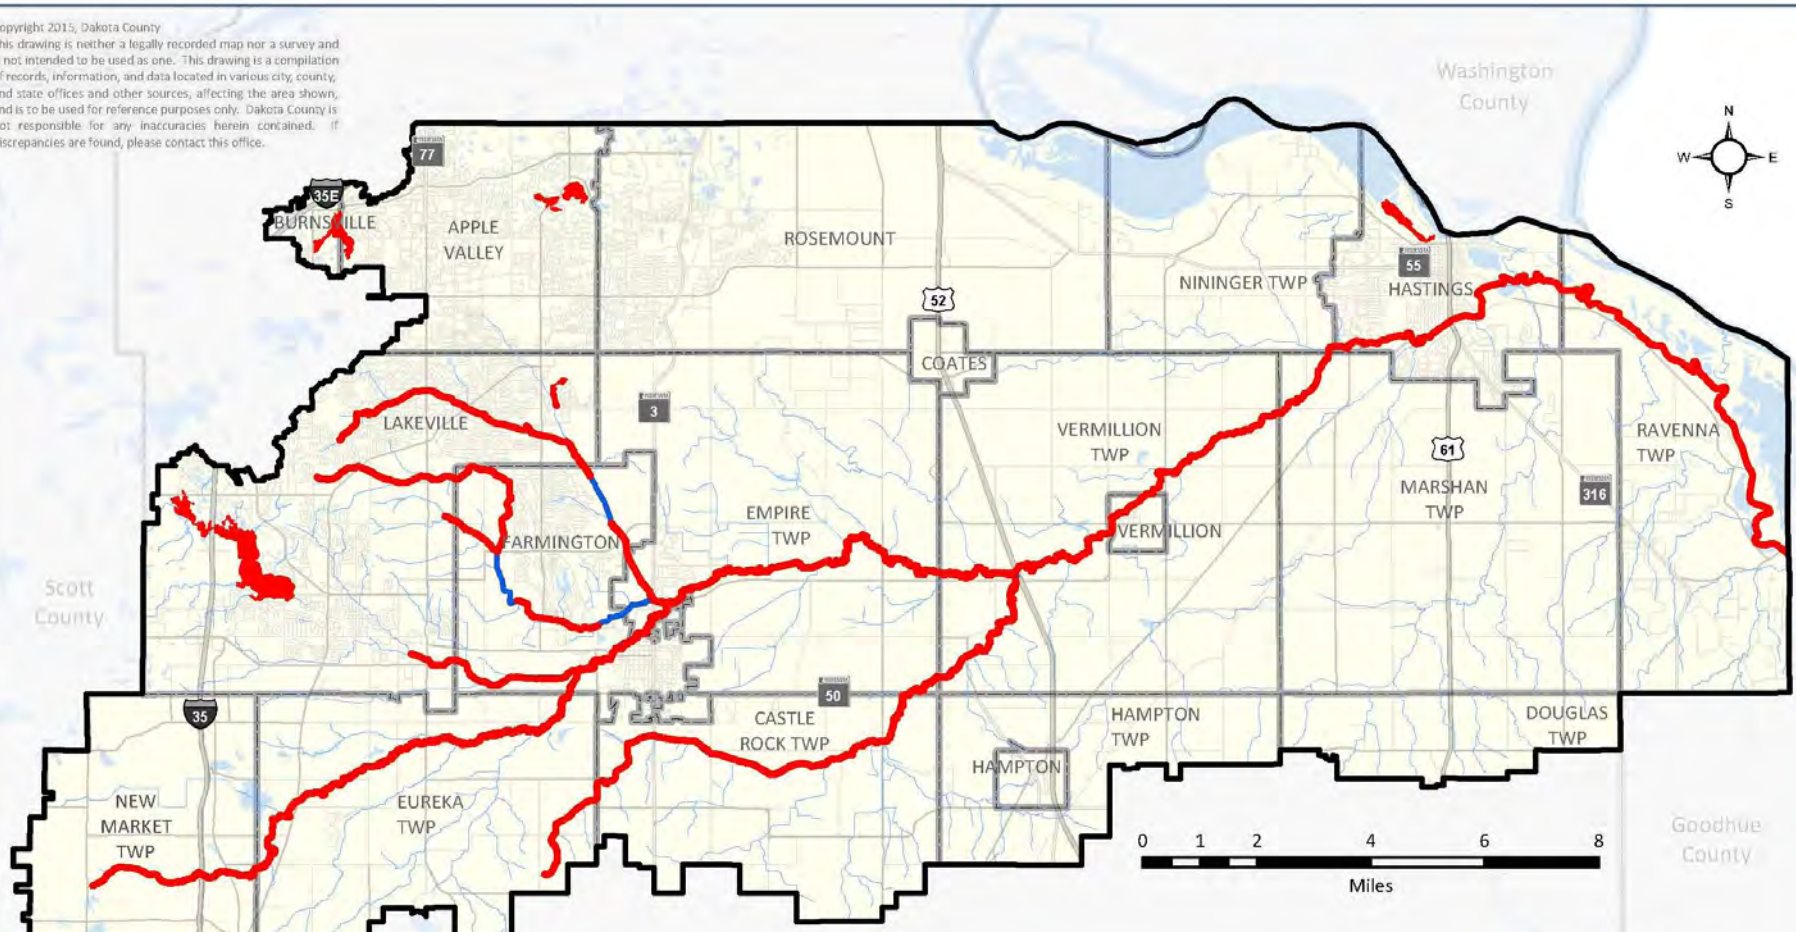 opyright 2015, Dakota County
his drawing is neither a legally recorded map nor a survey and
not intended to be used as one. This drawing is a compilation
f records, information, and data located in various city, county,
nd state offices and other sources, affecting the area shown,
nd is to be used for reference purposes only. Dakota County is
ot responsible for any inaccuracies herein contained. If
iscrepancies are found, please contact this office.
Washington
County
N
W
E
S
77
35E
BURNSVILLE
APPLE
VALLEY
ROSEMOUNT
NININGER TWP
55
HASTINGS
52
COATES
LAKEVILLE
3
VERMILLION
TWP
61
RAVENNA
TWP
MARSHAN
TWP
316
EMPIRE
TWP
VERMILLION
FARMINGTON
Scott
County
35
50
CASTLE
ROCK TWP
HAMPTON
TWP
DOUGLAS
TWP
HAMPTON
NEW
MARKET
TWP
EUREKA
TWP
0 1 2 4 6 8
Miles
Goodhue
County